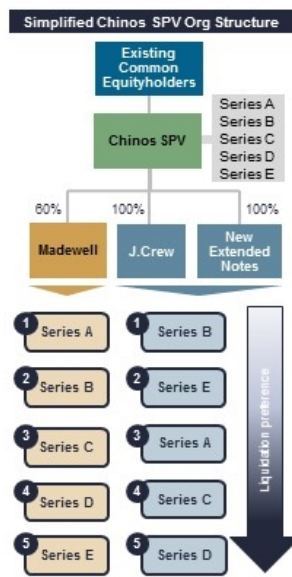 Simplified Chinos SPV Org Structure
Existing
Common
Equityholders
Chinos SPV
Series A
Series B
Series C
Series D
Series E
60%
100%
100%
Madewell
J.Crew
New
Extended
Notes
1 Series A
1 Series B
2 Series B
2 Series E
3 Series C
3 Series A
4 Series D
4 Series C
5 Series E
5 Series D
Liquidation preference